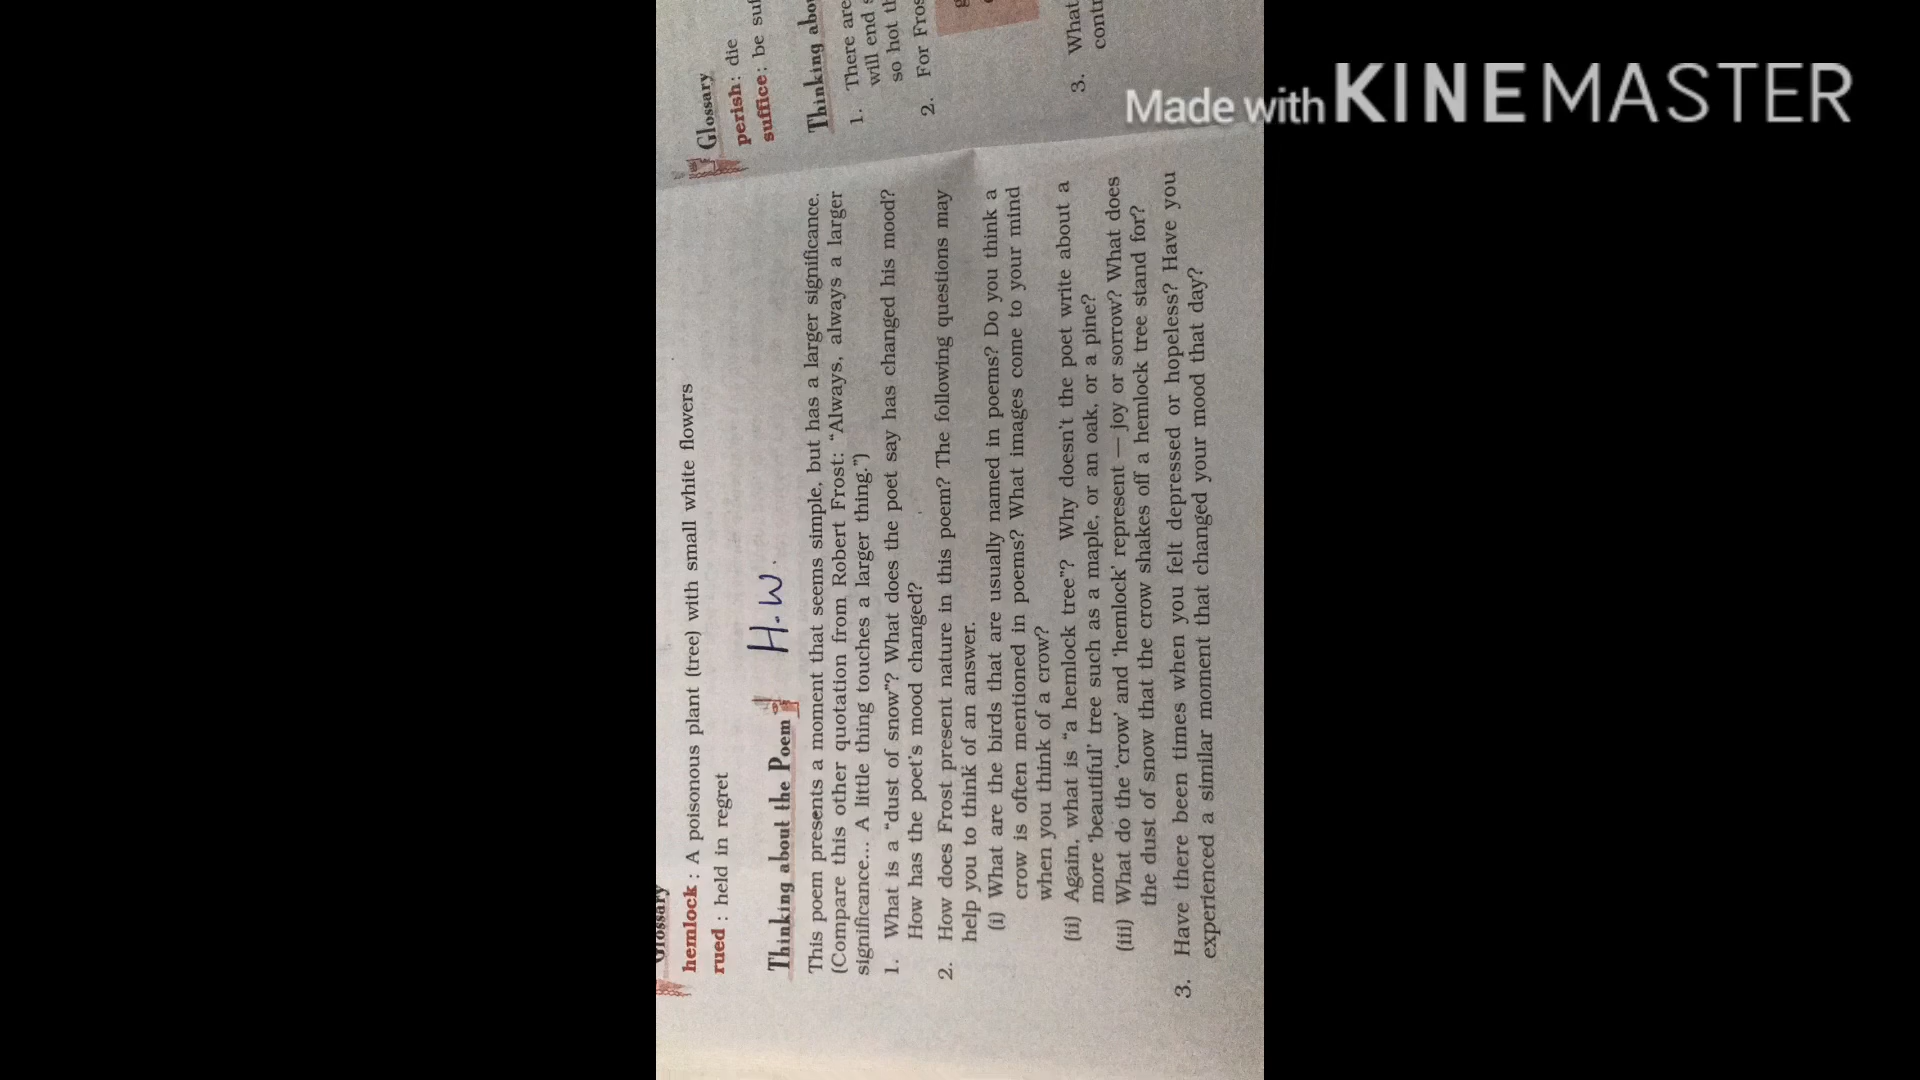 Glossary
hemlock : A poisonous plant (tree) with small white flowers
rued : held in regret
Thinking about the Poem
H.W.
This poem presents a moment that seems simple, but has a larger significance.
(Compare this other quotation from Robert Frost: “Always, always a larger
significance... A little thing touches a larger thing.”)
1. What is a “dust of snow”? What does the poet say has changed his mood?
How has the poet's mood changed?
2. How does Frost present nature in this poem? The following questions may
help you to think of an answer.
(i) What are the birds that are usually named in poems? Do you think a
crow is often mentioned in poems? What images come to your mind
when you think of a crow?
(ii) Again, what is “a hemlock tree”? Why doesn't the poet write about a
more ‘beautiful’ tree such as a maple, or an oak, or a pine?
(iii) What do the ‘crow’ and ‘hemlock’ represent — joy or sorrow? What does
the dust of snow that the crow shakes off a hemlock tree stand for?
3. Have there been times when you felt depressed or hopeless? Have you
experienced a similar moment that changed your mood that day?
Glossary
perish : die
suffice : be
Thinking
1. There are
will end
so hot
2. For
3. What
Made with KINEMASTER